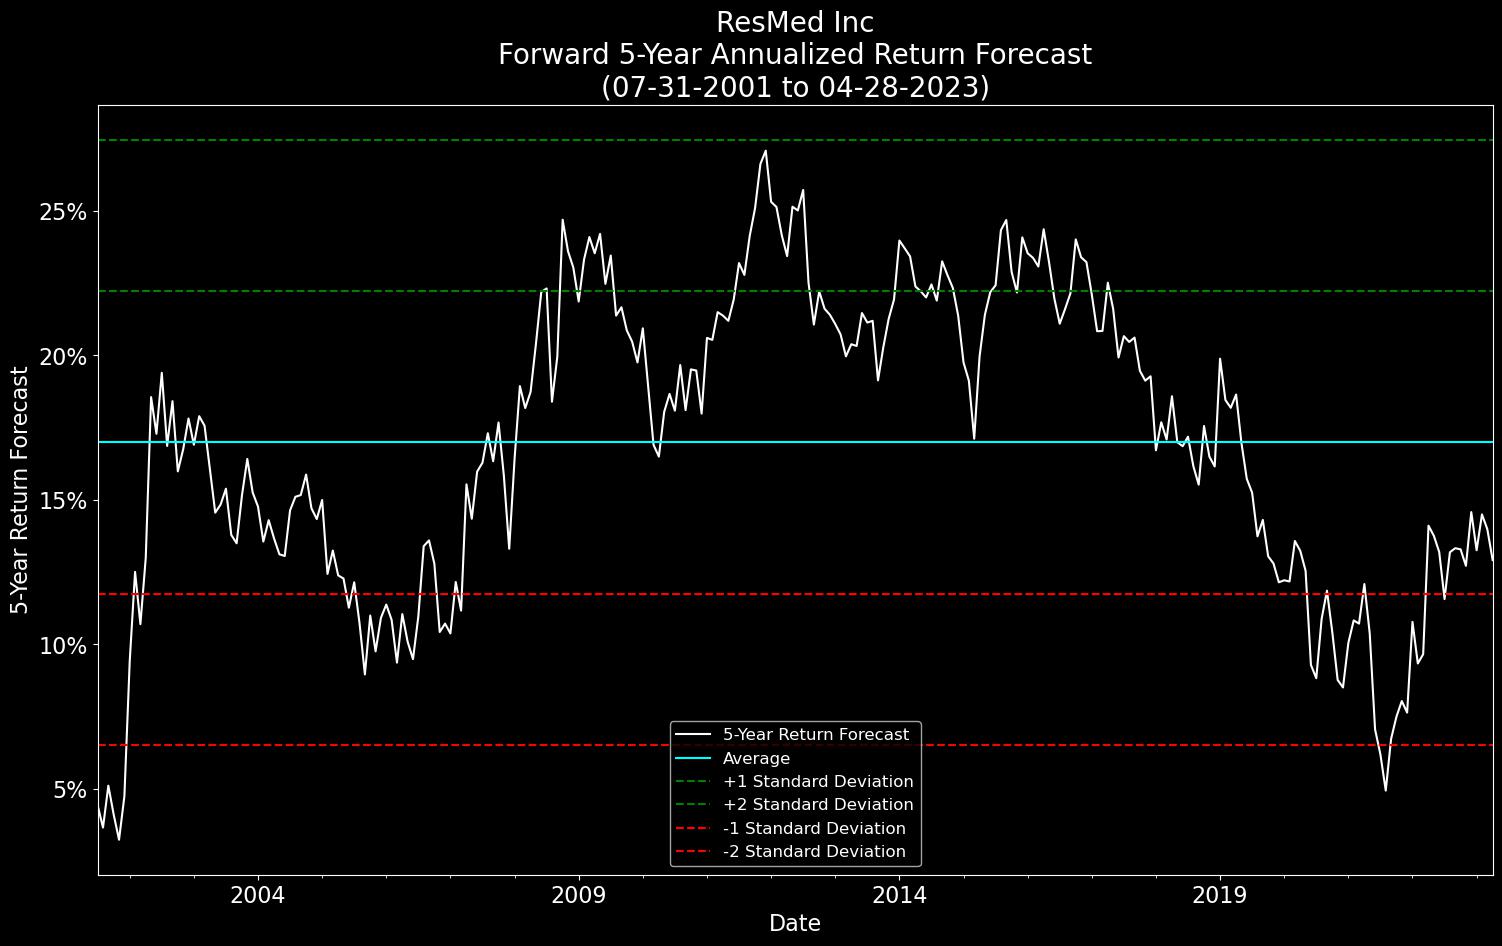 ResMed Inc
Forward 5-Year Annualized Return Forecast
(07-31-2001 to 04-28-2023)
5-Year Return Forecast
25%
20%
15%
10%
5%
5-Year Return Forecast
Average
+1 Standard Deviation
+2 Standard Deviation
-1 Standard Deviation
-2 Standard Deviation
2004 2009 2014 2019
Date